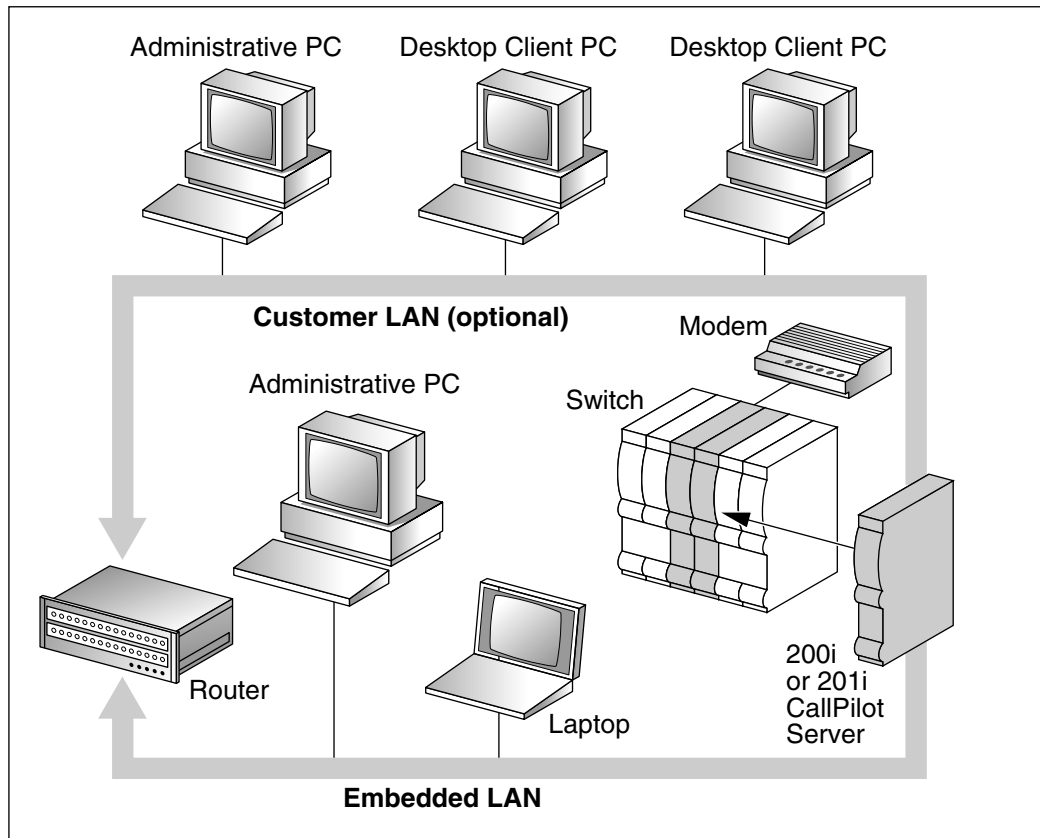 Administrative PC
Desktop Client PC
Desktop Client PC
Customer LAN (optional)
Modem
Administrative PC
Switch
Router
Laptop
200i
or 201i
CallPilot
Server
Embedded LAN